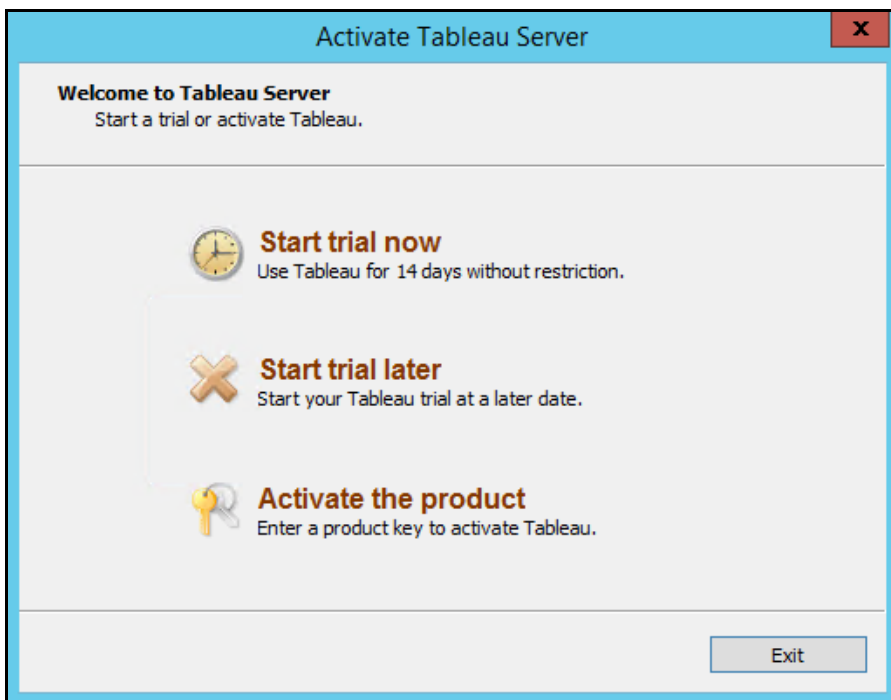 Activate Tableau Server
x
Welcome to Tableau Server
Start a trial or activate Tableau.
Start trial now
Use Tableau for 14 days without restriction.
Start trial later
Start your Tableau trial at a later date.
Activate the product
Enter a product key to activate Tableau.
Exit